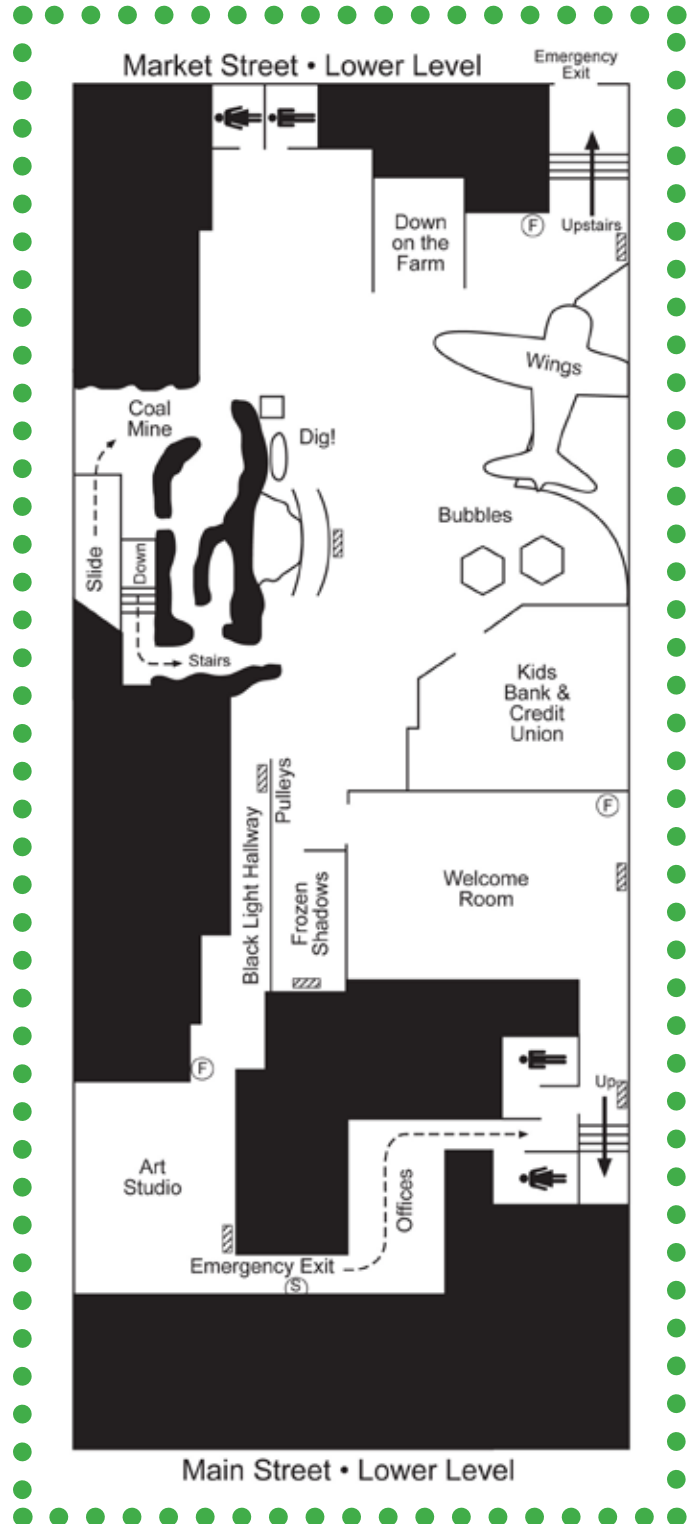 Market Street • Lower Level
Emergency
Exit
F
Upstairs
Down
on the
Farm
Wings
Coal
Mine
Dig!
Slide
Down
Bubbles
Stairs
Kids
Bank &
Credit
Union
Pulleys
F
Black Light Hallway
Frozen
Shadows
Welcome
Room
F
Up
Art
Studio
Offices
Emergency Exit
S
Main Street • Lower Level